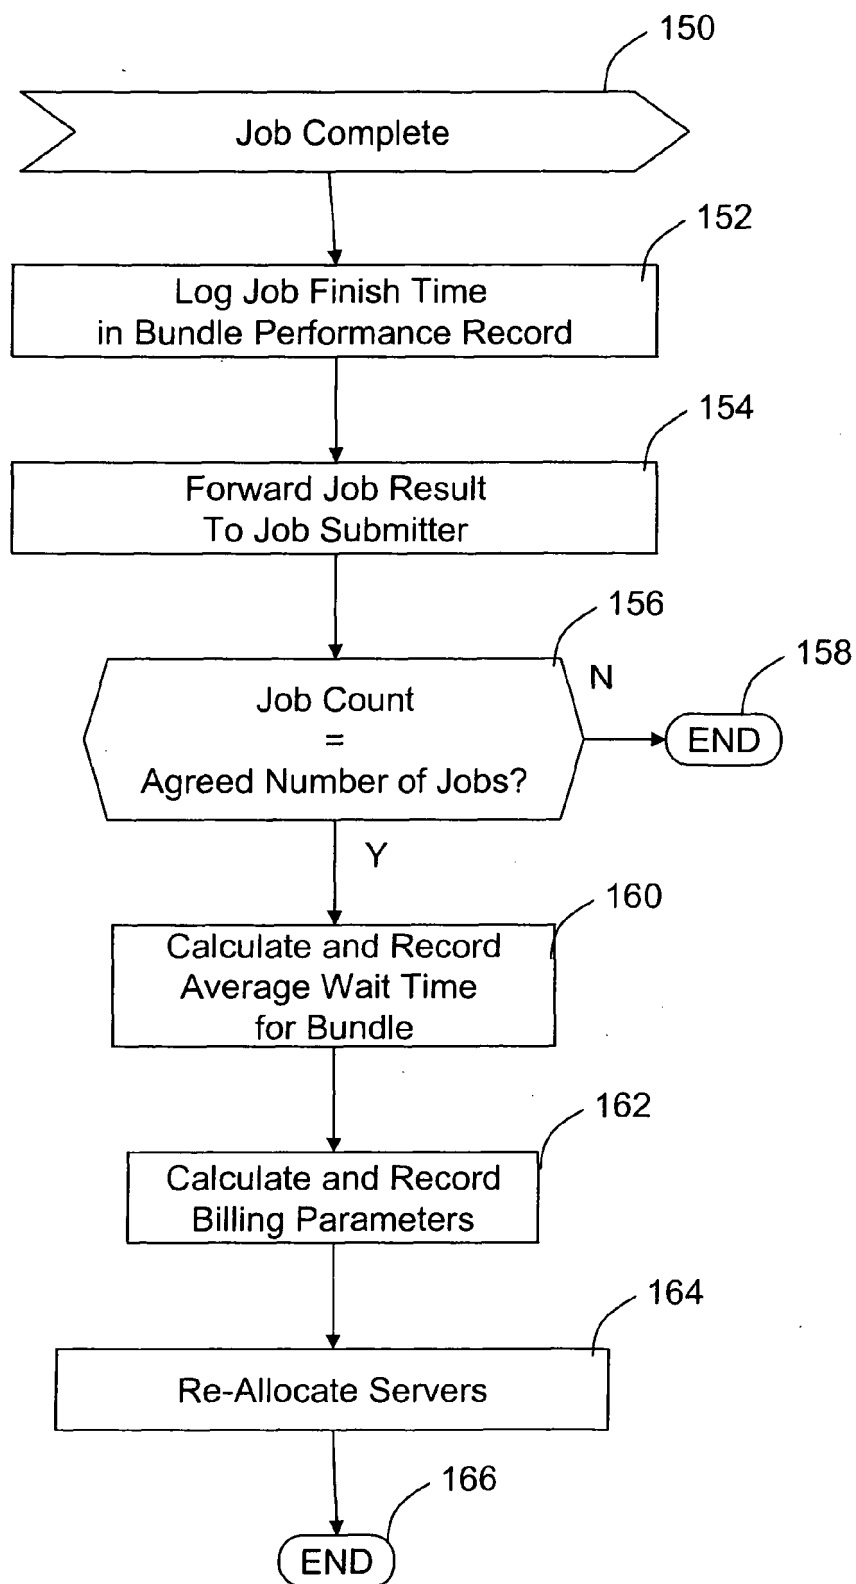 150
Job Complete
152
Log Job Finish Time
in Bundle Performance Record
154
Forward Job Result
To Job Submitter
156
158
N
Job Count
=
Agreed Number of Jobs?
END
Y
160
Calculate and Record
Average Wait Time
for Bundle
162
Calculate and Record
Billing Parameters
164
Re-Allocate Servers
166
END